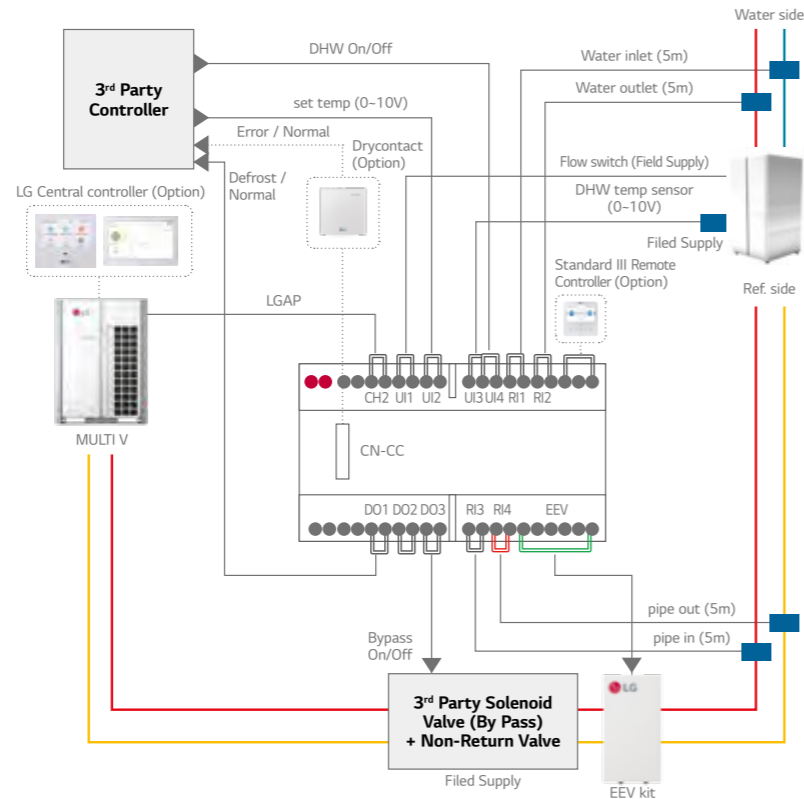 Water side
DHW On/Off
Water inlet (5m)
3rd Party
Controller
Water outlet (5m)
set temp (0~10V)
Error / Normal
Drycontact
(Option)
Flow switch (Field Supply)
Defrost /
Normal
DHW temp sensor
(0~10V)
LG Central controller (Option)
Filed Supply
Standard III Remote
Controller (Option)
Ref. side
LGAP
LG
CH2 UI1 UI2 UI3 UI4 RI1 RI2
MULTI V
CN-CC
DO1 DO2 DO3 RI3 RI4 EEV
pipe out (5m)
Bypass
On/Off
pipe in (5m)
LG
3rd Party Solenoid
Valve (By Pass)
+ Non-Return Valve
Filed Supply
EEV kit